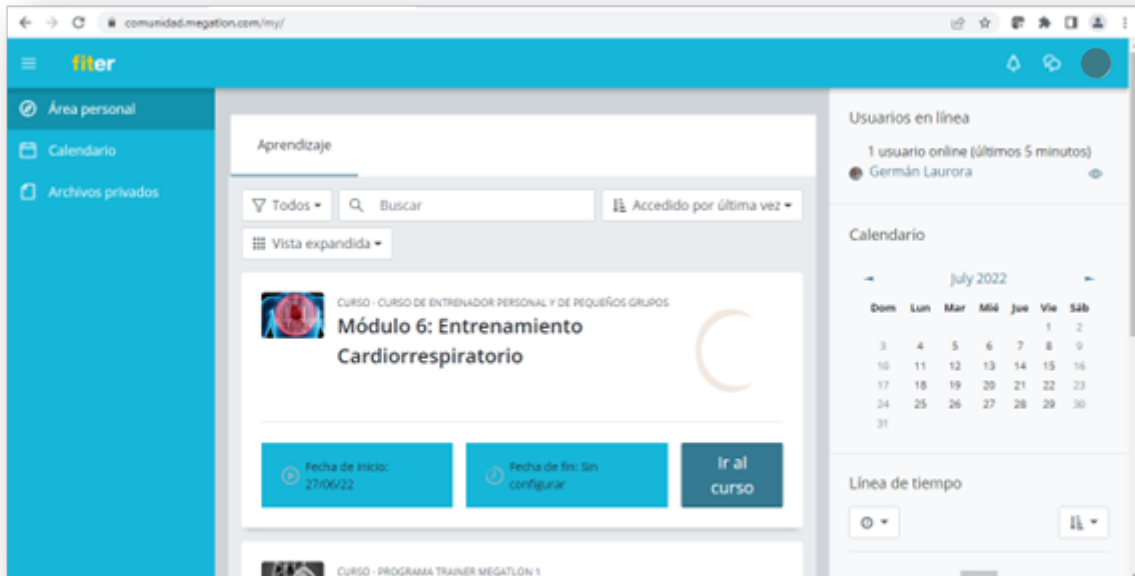 comunidad.megatlon.com/my/
fiter
Área personal
Calendario
Archivos privados
Aprendizaje
Todos
Buscar
Accedido por última vez
Vista expandida
CURSO - CURSO DE ENTRENADOR PERSONAL Y DE PEQUEÑOS GRUPOS
Módulo 6: Entrenamiento
Cardiorrespiratorio
Fecha de inicio:
27/06/22
Fecha de fin: Sin
configurar
Ir al
curso
CURSO - PROGRAMA TRAINER MEGATLON 1
Usuarios en línea
1 usuario online (últimos 5 minutos)
Germán Laurora
Calendario
July 2022
Dom Lun Mar Mié Jue Vie Sáb
1 2
3 4 5 6 7 8 9
10 11 12 13 14 15 16
17 18 19 20 21 22 23
24 25 26 27 28 29 30
31
Línea de tiempo